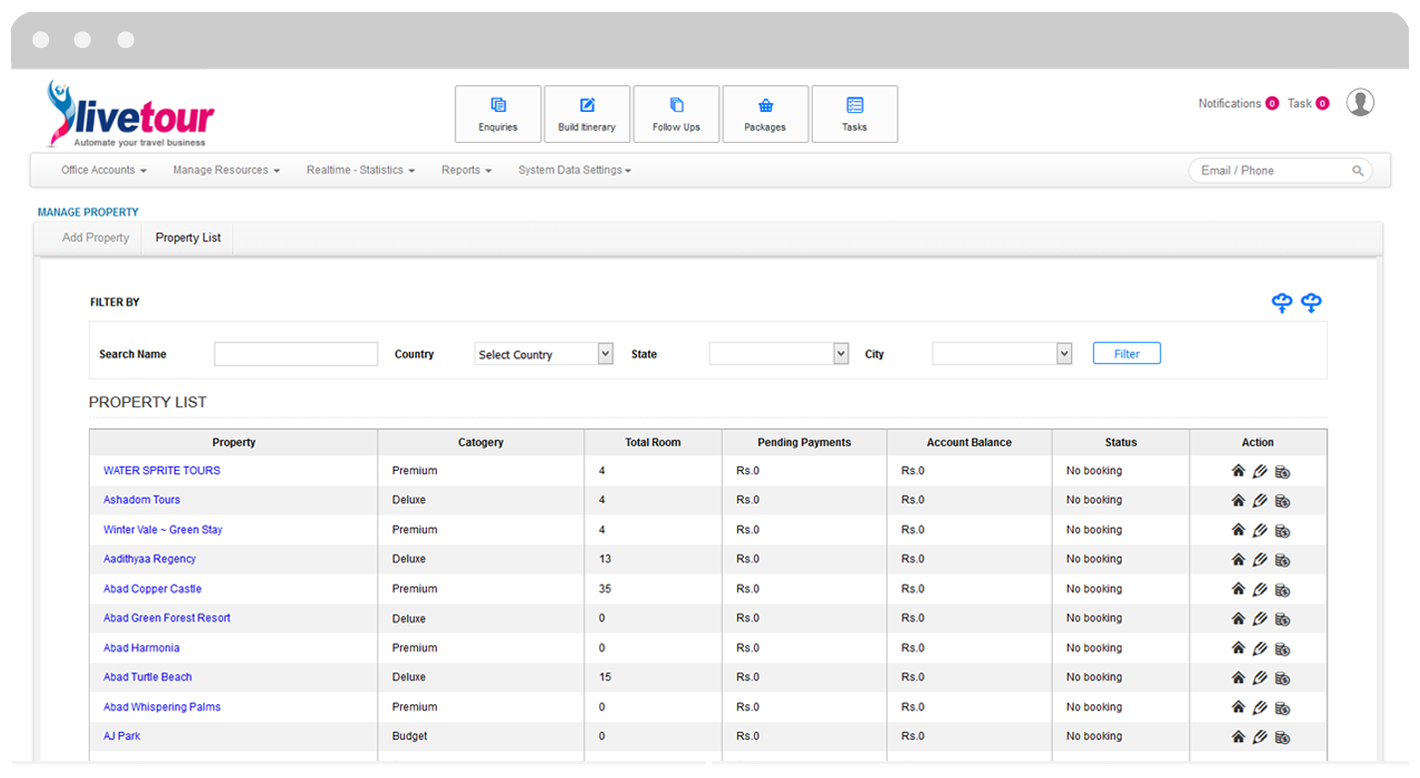 livetour
Automate your travel business
Enquiries
Build Itinerary
Follow Ups
Packages
Tasks
Notifications 0 Task 0
Office Accounts Manage Resources Realtime - Statistics Reports System Data Settings
Email / Phone
MANAGE PROPERTY
Add Property Property List
FILTER BY
Search Name Country Select Country State City Filter
PROPERTY LIST
Property Catogery Total Room Pending Payments Account Balance Status Action
WATER SPRITE TOURS Premium 4 Rs.0 Rs.0 No booking
Ashadom Tours Deluxe 4 Rs.0 Rs.0 No booking
Winter Vale ~ Green Stay Premium 4 Rs.0 Rs.0 No booking
Aadithyaa Regency Deluxe 13 Rs.0 Rs.0 No booking
Abad Copper Castle Premium 35 Rs.0 Rs.0 No booking
Abad Green Forest Resort Deluxe 0 Rs.0 Rs.0 No booking
Abad Harmonia Premium 0 Rs.0 Rs.0 No booking
Abad Turtle Beach Deluxe 15 Rs.0 Rs.0 No booking
Abad Whispering Palms Premium 0 Rs.0 Rs.0 No booking
AJ Park Budget 0 Rs.0 Rs.0 No booking